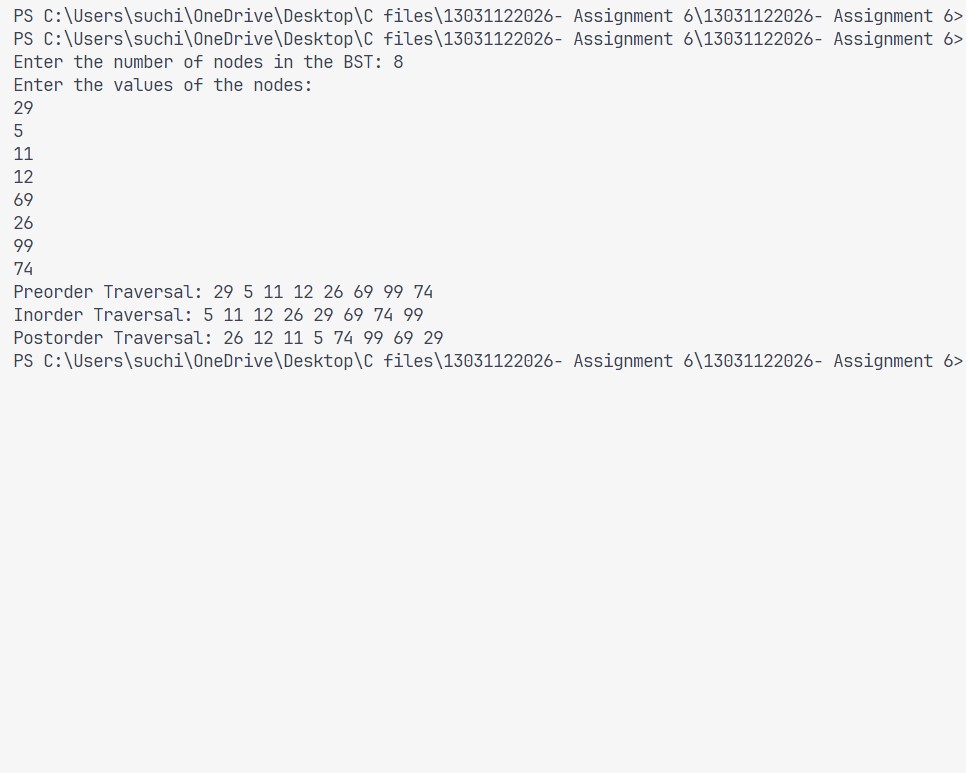 PS C:\Users\suchi\OneDrive\Desktop\C files\13031122026- Assignment 6\13031122026- Assignment 6>
PS C:\Users\suchi\OneDrive\Desktop\C files\13031122026- Assignment 6\13031122026- Assignment 6>
Enter the number of nodes in the BST: 8
Enter the values of the nodes:
29
5
11
12
69
26
99
74
Preorder Traversal: 29 5 11 12 26 69 99 74
Inorder Traversal: 5 11 12 26 29 69 74 99
Postorder Traversal: 26 12 11 5 74 99 69 29
PS C:\Users\suchi\OneDrive\Desktop\C files\13031122026- Assignment 6\13031122026- Assignment 6>